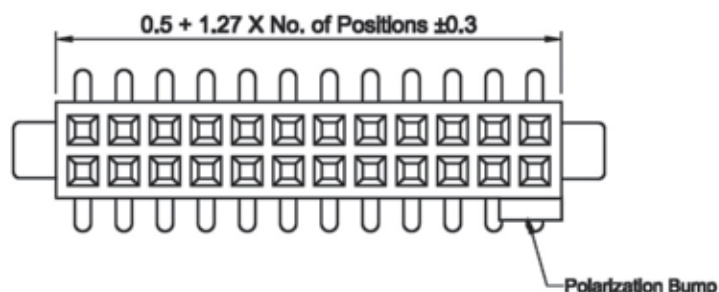 0.5 + 1.27 X No. of Positions ±0.3
Polarization Bump